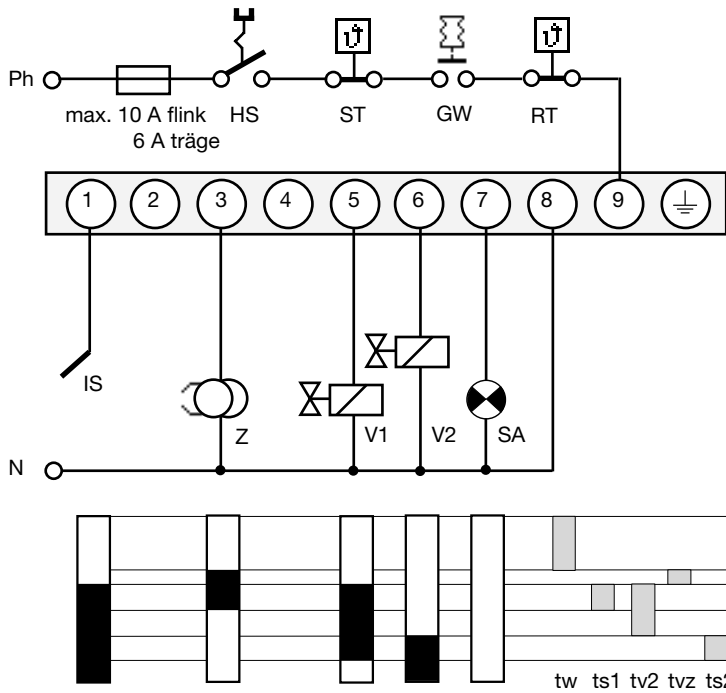 ϑ ϑ
Ph
max. 10 A flink HS ST GW RT
6 A träge
1 2 3 4 5 6 7 8 9
IS
Z V1 V2 SA
N
tw ts1 tv2 tvz ts2